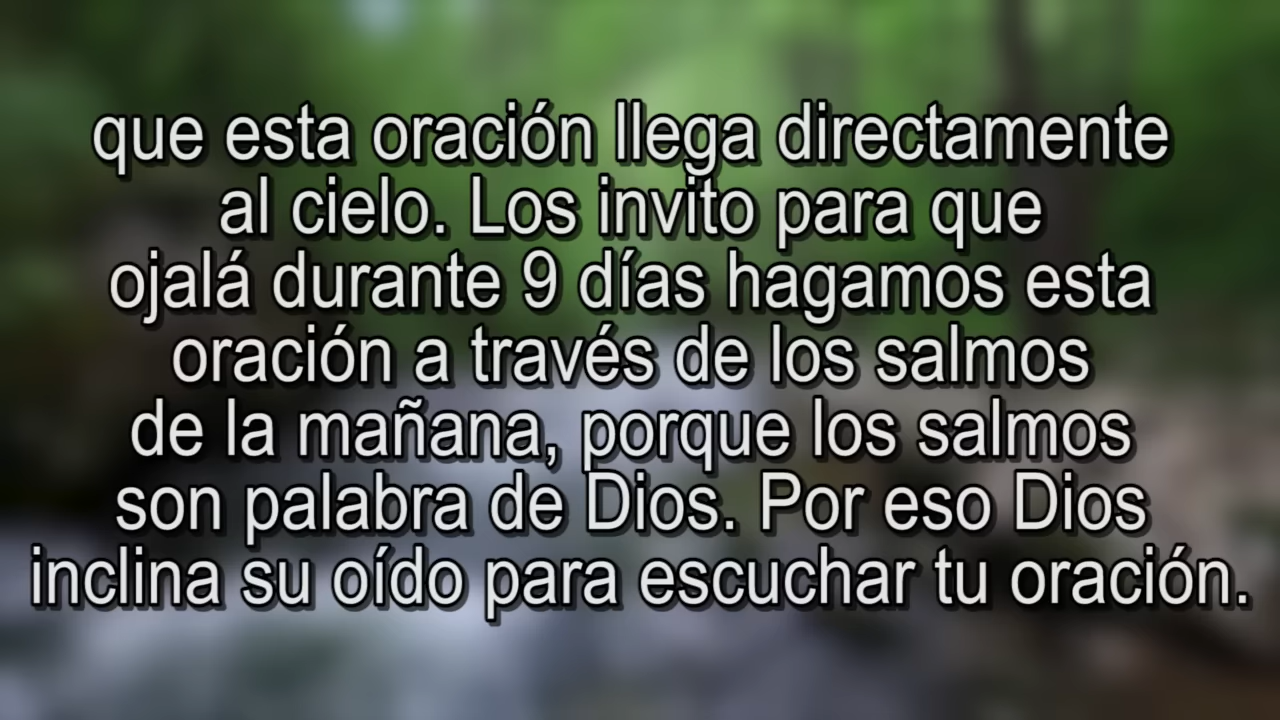 que esta oración llega directamente
al cielo. Los invito para que
ojalá durante 9 días hagamos esta
oración a través de los salmos
de la mañana, porque los salmos
son palabra de Dios. Por eso Dios
inclina su oído para escuchar tu oración.